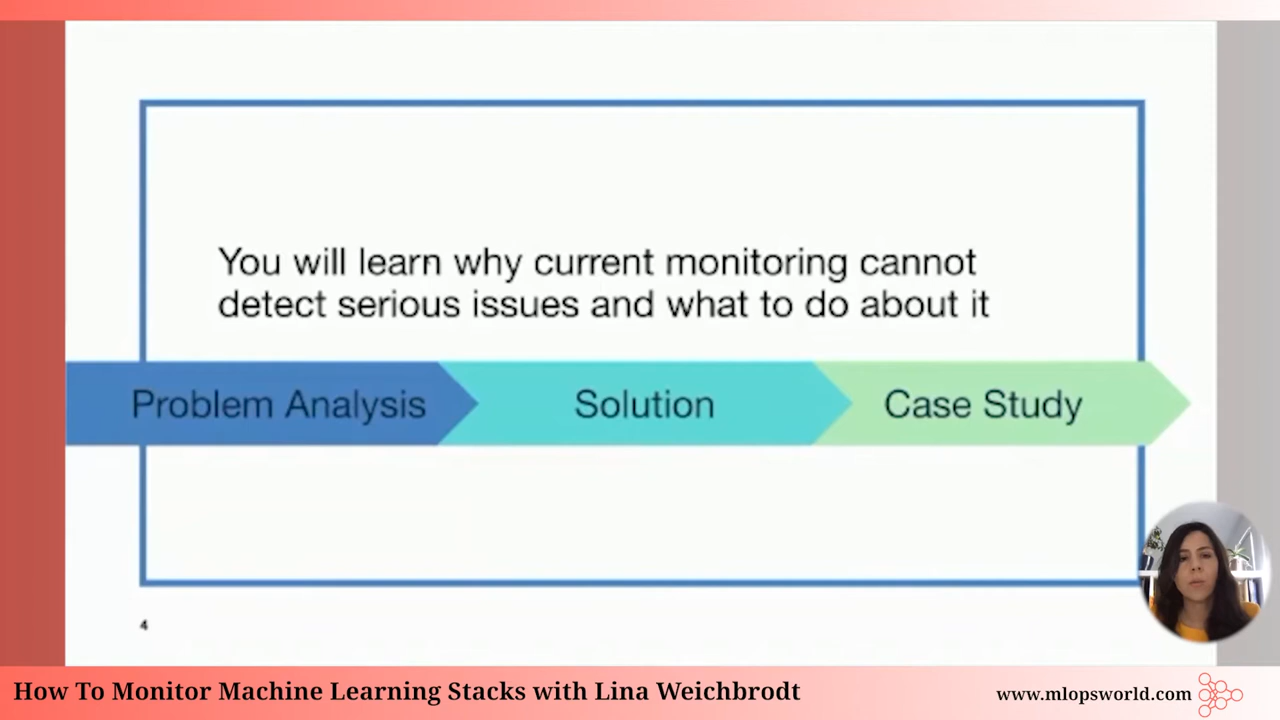 You will learn why current monitoring cannot
detect serious issues and what to do about it
Problem Analysis
Solution
Case Study
4
How To Monitor Machine Learning Stacks with Lina Weichbrodt
www.mlopsworld.com